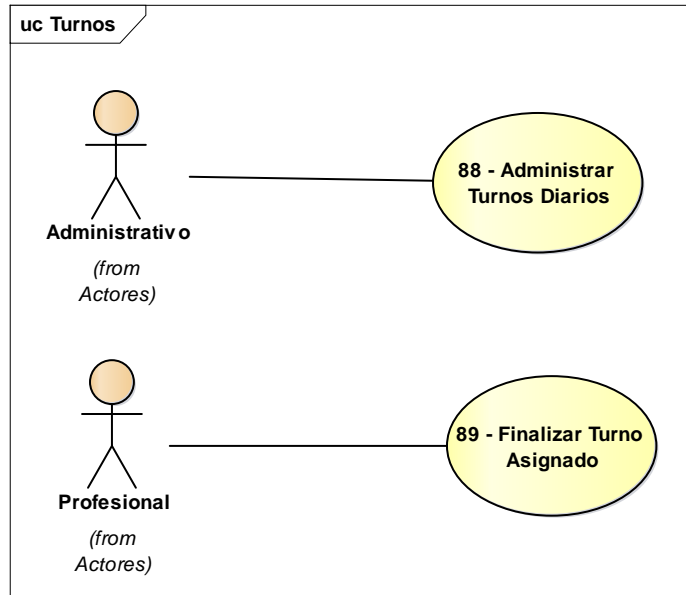 uc Turnos
88 - Administrar
Turnos Diarios
Administrativo
(from
Actores)
89 - Finalizar Turno
Asignado
Profesional
(from
Actores)